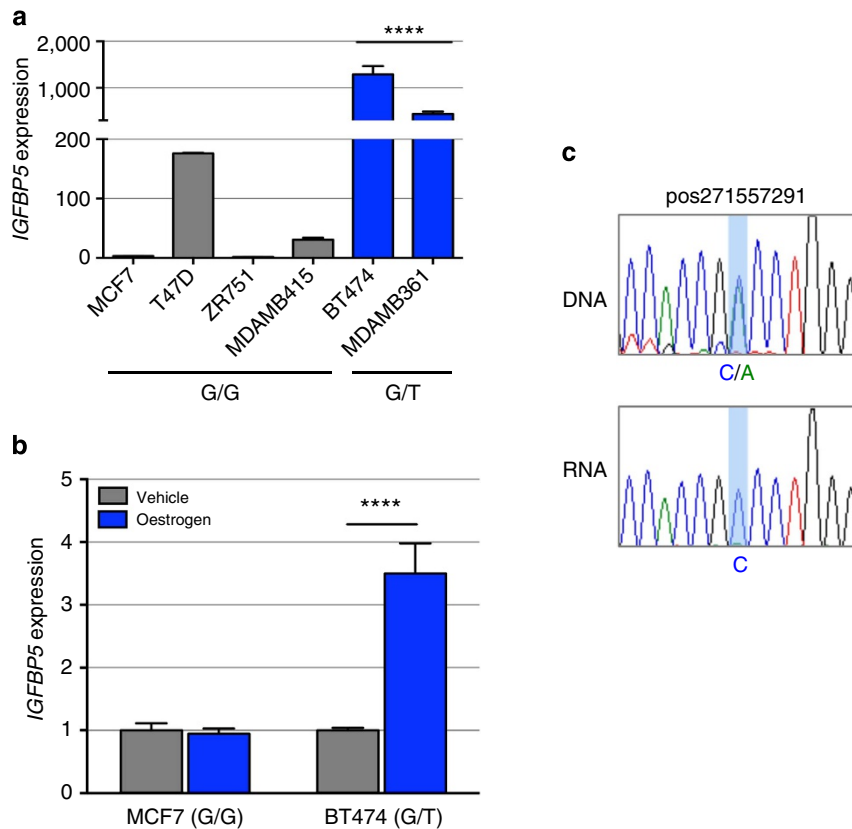 a
IGFBP5 expression
2,000
1,000
200
100
0
****
MCF7
T47D
ZR751
MDAMB415
BT474
MDAMB361
G/G
G/T
b
IGFBP5 expression
5
4
3
2
1
0
Vehicle
Oestrogen
****
MCF7 (G/G)
BT474 (G/T)
c
pos271557291
DNA
C/A
RNA
C